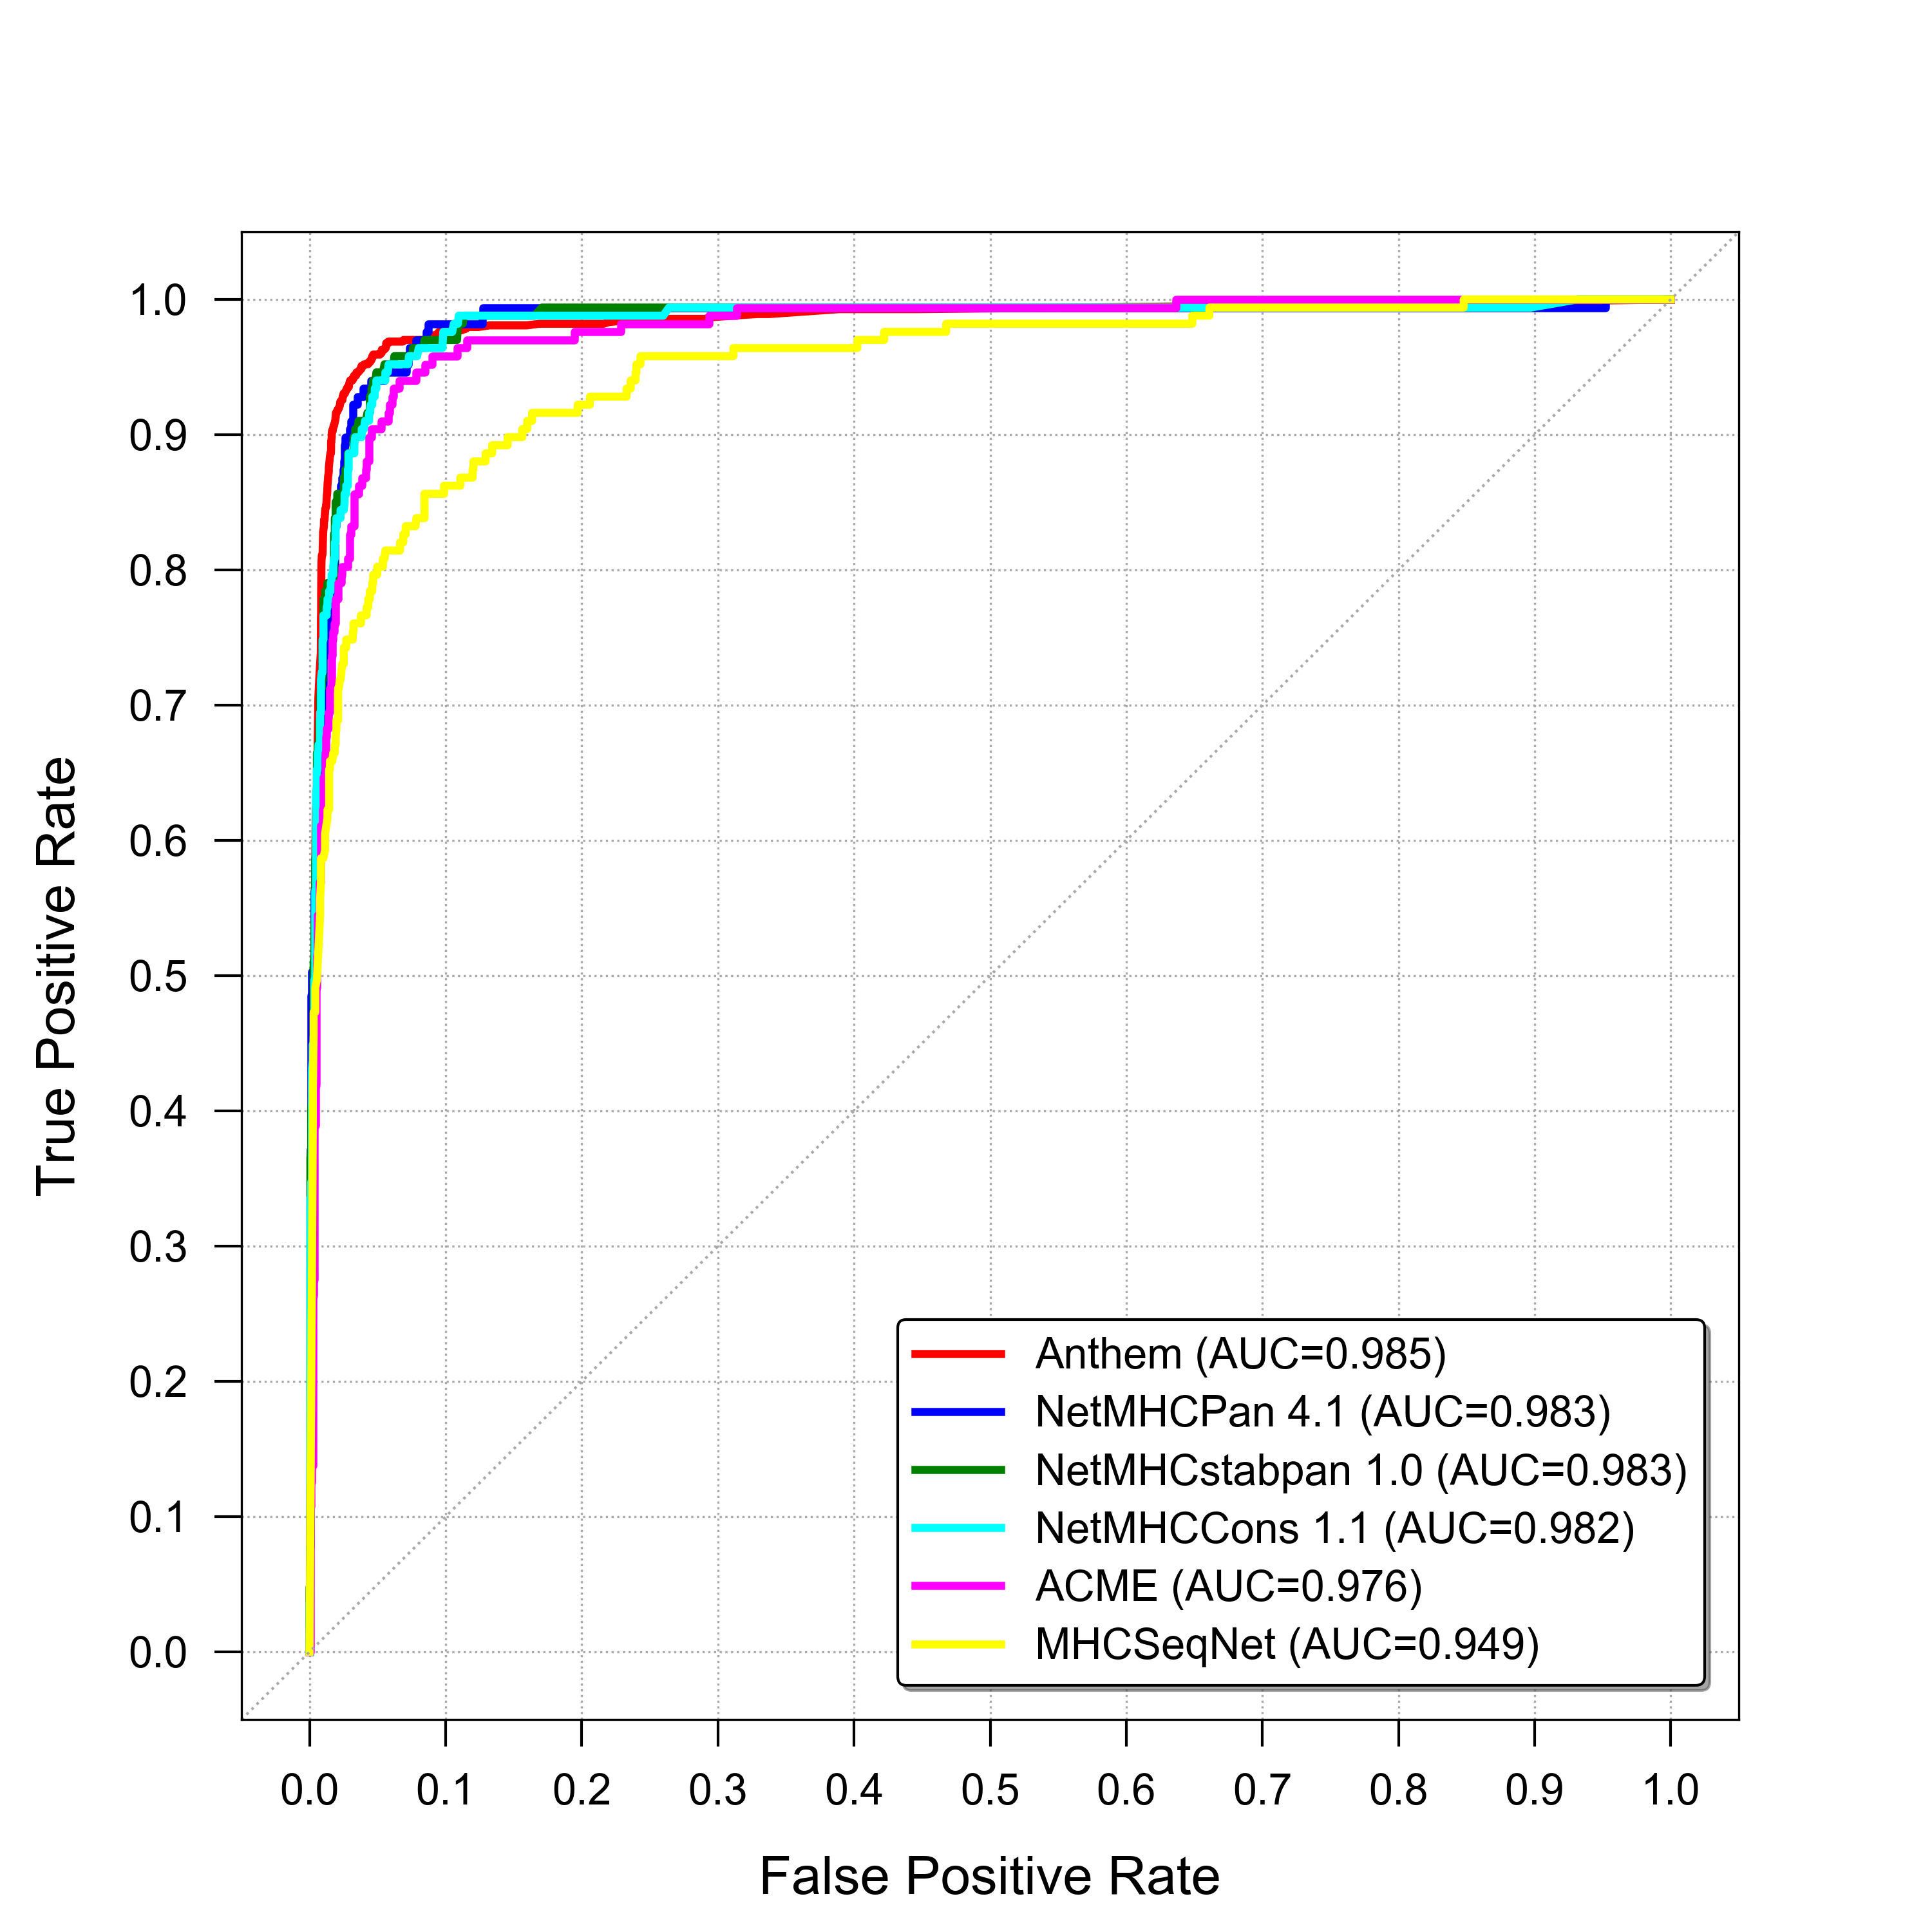 1.0
0.9
0.8
0.7
0.6
0.5
0.4
0.3
0.2
0.1
0.0
True Positive Rate
Anthem (AUC=0.985)
NetMHCPan 4.1 (AUC=0.983)
NetMHCstabpan 1.0 (AUC=0.983)
NetMHCCons 1.1 (AUC=0.982)
ACME (AUC=0.976)
MHCSeqNet (AUC=0.949)
0.0 0.1 0.2 0.3 0.4 0.5 0.6 0.7 0.8 0.9 1.0
False Positive Rate